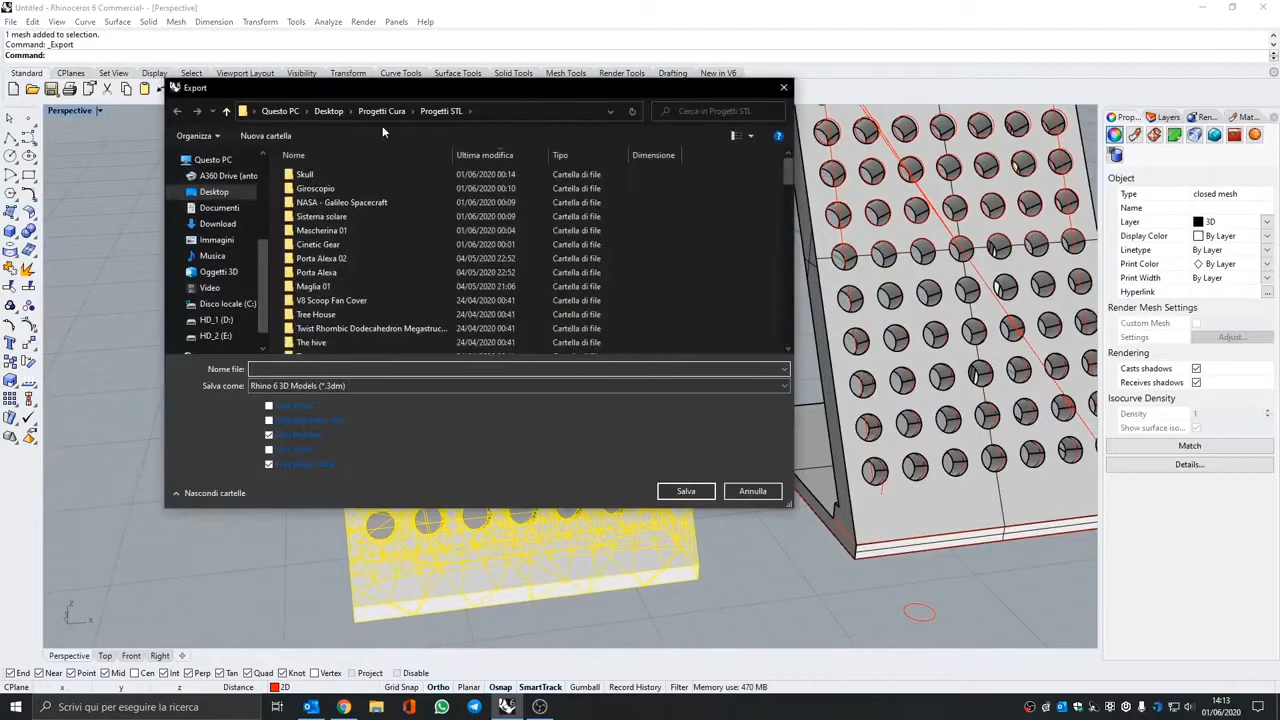 Untitled - Rhinoceros 6 Commercial- - [Perspective]
File Edit View Curve Surface Solid Mesh Dimension Transform Tools Analyze Render Panels Help
1 mesh added to selection.
Command: _Export
Command:
Standard CPlanes Set View Display Select Viewport Layout Visibility Transform Curve Tools Surface Tools Solid Tools Mesh Tools Render Tools Drafting New in V6
Perspective
Export
Questo PC > Desktop > Progetti Cura > Progetti STL >
Cerca in Progetti STL
Organizza Nuova cartella
Nome Ultima modifica Tipo Dimensione
Questo PC
A360 Drive (anto
Desktop
Documenti
Download
Immagini
Musica
Oggetti 3D
Video
Disco locale (C:)
HD_1 (D:)
HD_2 (E:)
Skull 01/06/2020 00:14 Cartella di file
Giroscopio 01/06/2020 00:10 Cartella di file
NASA - Galileo Spacecraft 01/06/2020 00:09 Cartella di file
Sistema solare 01/06/2020 00:09 Cartella di file
Mascherina 01 01/06/2020 00:04 Cartella di file
Cinetic Gear 01/06/2020 00:01 Cartella di file
Porta Alexa 02 04/05/2020 22:52 Cartella di file
Porta Alexa 04/05/2020 22:52 Cartella di file
Maglia 01 04/05/2020 21:06 Cartella di file
V8 Scoop Fan Cover 24/04/2020 00:41 Cartella di file
Tree House 24/04/2020 00:41 Cartella di file
Twist Rhombic Dodecahedron Megastruc... 24/04/2020 00:41 Cartella di file
The hive 24/04/2020 00:41 Cartella di file
Nome file:
Salva come: Rhino 6 3D Models (*.3dm)
Nascondi cartelle
Salva Annulla
Prop... Layers Ren... Mat...
Object
Type closed mesh
Name
Layer 3D
Display Color By Layer
Linetype By Layer
Print Color By Layer
Print Width By Layer
Hyperlink ...
Render Mesh Settings
Custom Mesh
Settings Adjust...
Rendering
Casts shadows
Receives shadows
Isocurve Density
Density 1
Show surface iso...
Match
Details...
z
y
x
Perspective Top Front Right
End Near Point Mid Cen Int Perp Tan Quad Knot Vertex Project Disable
CPlane x y z Distance 2D Grid Snap Ortho Planar Osnap SmartTrack Gumball Record History Filter Memory use: 470 MB
Scrivi qui per eseguire la ricerca
14:13
01/06/2020